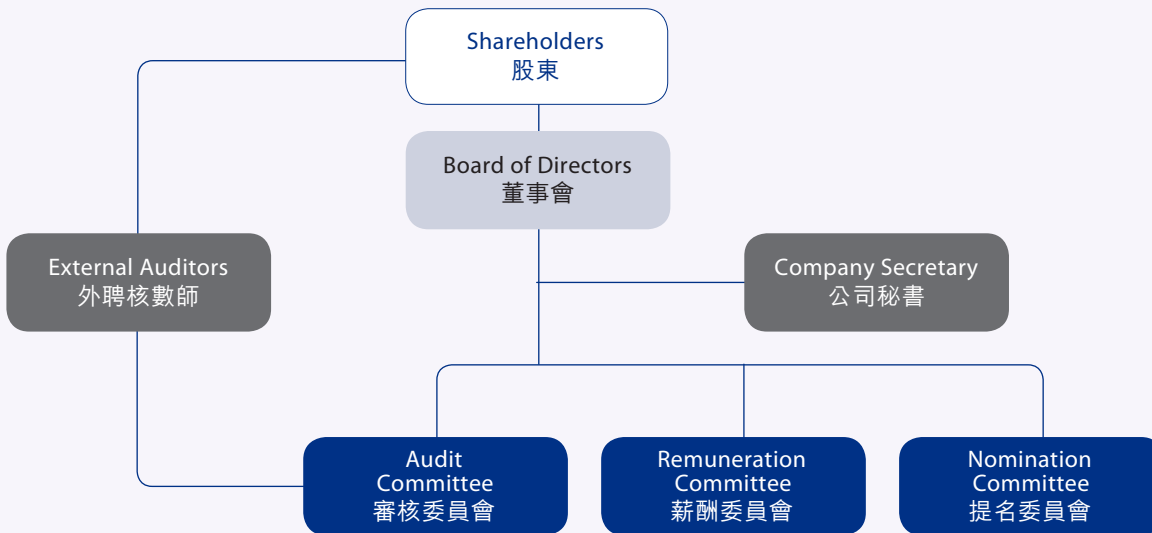 Shareholders
股東
Board of Directors
董事會
External Auditors
外聘核數師
Company Secretary
公司秘書
Audit
Committee
審核委員會
Remuneration
Committee
薪酬委員會
Nomination
Committee
提名委員會